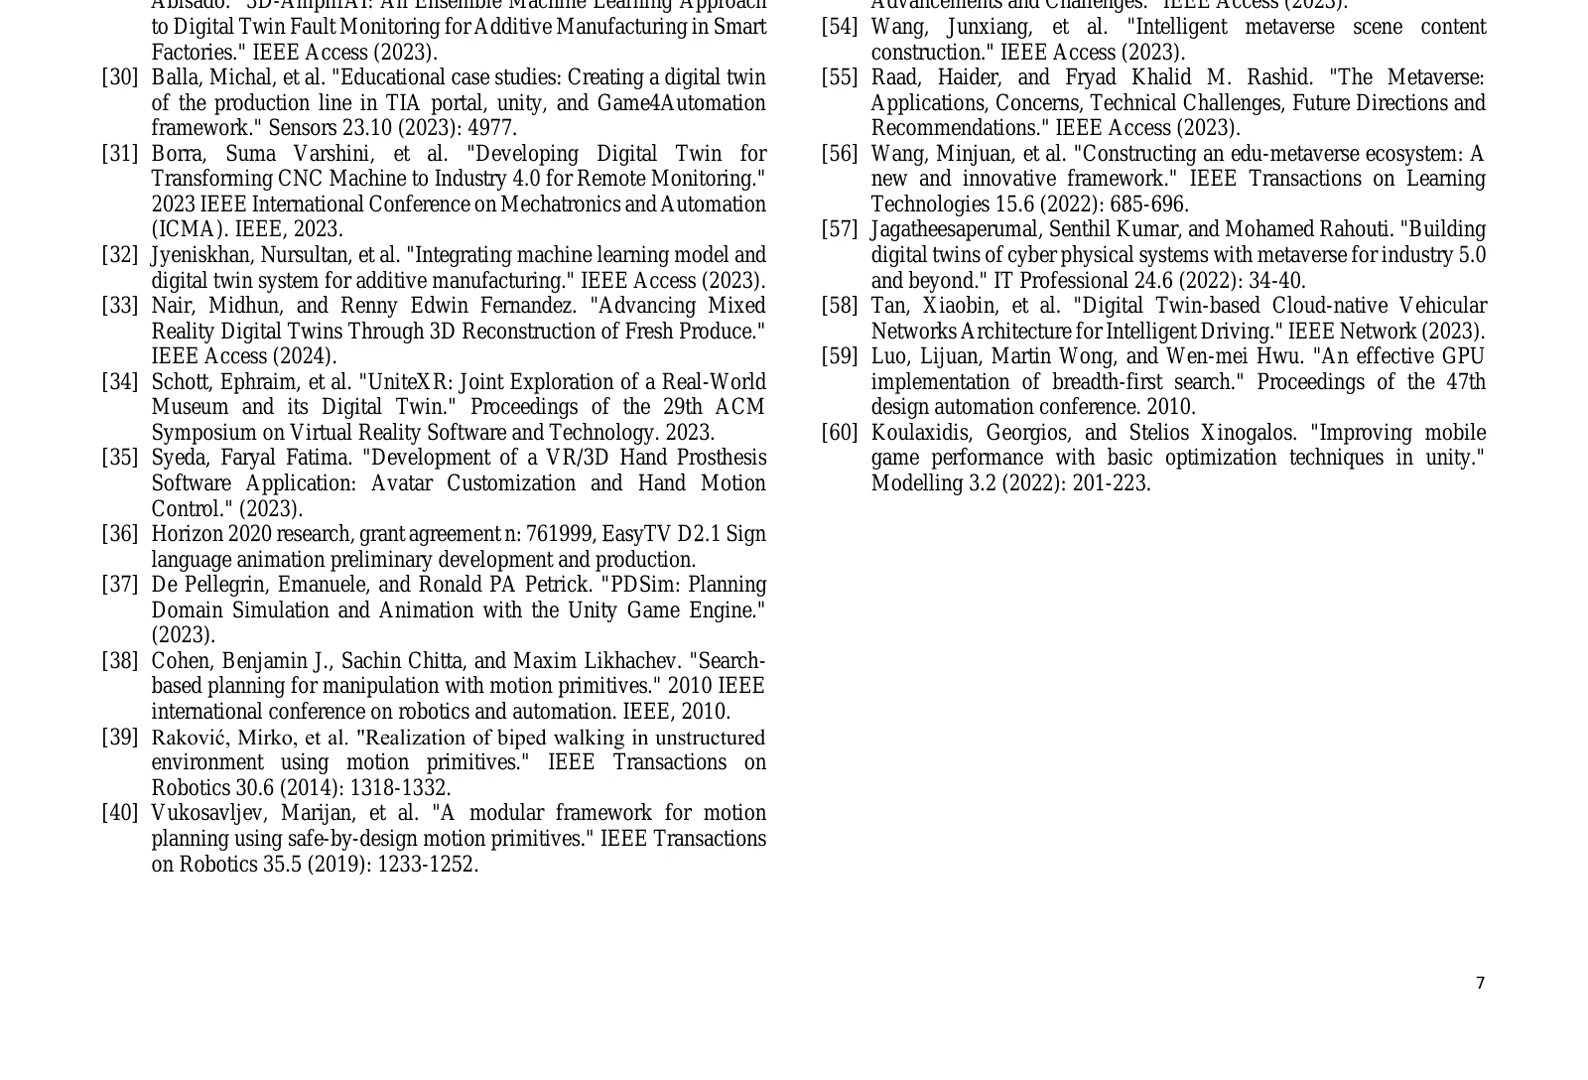 Abisado. "3D-AmplifAI: An Ensemble Machine Learning Approach
to Digital Twin Fault Monitoring for Additive Manufacturing in Smart
Factories." IEEE Access (2023).
[30] Balla, Michal, et al. "Educational case studies: Creating a digital twin
of the production line in TIA portal, unity, and Game4Automation
framework." Sensors 23.10 (2023): 4977.
[31] Borra, Suma Varshini, et al. "Developing Digital Twin for
Transforming CNC Machine to Industry 4.0 for Remote Monitoring."
2023 IEEE International Conference on Mechatronics and Automation
(ICMA). IEEE, 2023.
[32] Jyeniskhan, Nursultan, et al. "Integrating machine learning model and
digital twin system for additive manufacturing." IEEE Access (2023).
[33] Nair, Midhun, and Renny Edwin Fernandez. "Advancing Mixed
Reality Digital Twins Through 3D Reconstruction of Fresh Produce."
IEEE Access (2024).
[34] Schott, Ephraim, et al. "UniteXR: Joint Exploration of a Real-World
Museum and its Digital Twin." Proceedings of the 29th ACM
Symposium on Virtual Reality Software and Technology. 2023.
[35] Syeda, Faryal Fatima. "Development of a VR/3D Hand Prosthesis
Software Application: Avatar Customization and Hand Motion
Control." (2023).
[36] Horizon 2020 research, grant agreement n: 761999, EasyTV D2.1 Sign
language animation preliminary development and production.
[37] De Pellegrin, Emanuele, and Ronald PA Petrick. "PDSim: Planning
Domain Simulation and Animation with the Unity Game Engine."
(2023).
[38] Cohen, Benjamin J., Sachin Chitta, and Maxim Likhachev. "Search-
based planning for manipulation with motion primitives." 2010 IEEE
international conference on robotics and automation. IEEE, 2010.
[39] Raković, Mirko, et al. "Realization of biped walking in unstructured
environment using motion primitives." IEEE Transactions on
Robotics 30.6 (2014): 1318-1332.
[40] Vukosavljev, Marijan, et al. "A modular framework for motion
planning using safe-by-design motion primitives." IEEE Transactions
on Robotics 35.5 (2019): 1233-1252.
Advancements and Challenges." IEEE Access (2023).
[54] Wang, Junxiang, et al. "Intelligent metaverse scene content
construction." IEEE Access (2023).
[55] Raad, Haider, and Fryad Khalid M. Rashid. "The Metaverse:
Applications, Concerns, Technical Challenges, Future Directions and
Recommendations." IEEE Access (2023).
[56] Wang, Minjuan, et al. "Constructing an edu-metaverse ecosystem: A
new and innovative framework." IEEE Transactions on Learning
Technologies 15.6 (2022): 685-696.
[57] Jagatheesaperumal, Senthil Kumar, and Mohamed Rahouti. "Building
digital twins of cyber physical systems with metaverse for industry 5.0
and beyond." IT Professional 24.6 (2022): 34-40.
[58] Tan, Xiaobin, et al. "Digital Twin-based Cloud-native Vehicular
Networks Architecture for Intelligent Driving." IEEE Network (2023).
[59] Luo, Lijuan, Martin Wong, and Wen-mei Hwu. "An effective GPU
implementation of breadth-first search." Proceedings of the 47th
design automation conference. 2010.
[60] Koulaxidis, Georgios, and Stelios Xinogalos. "Improving mobile
game performance with basic optimization techniques in unity."
Modelling 3.2 (2022): 201-223.
7